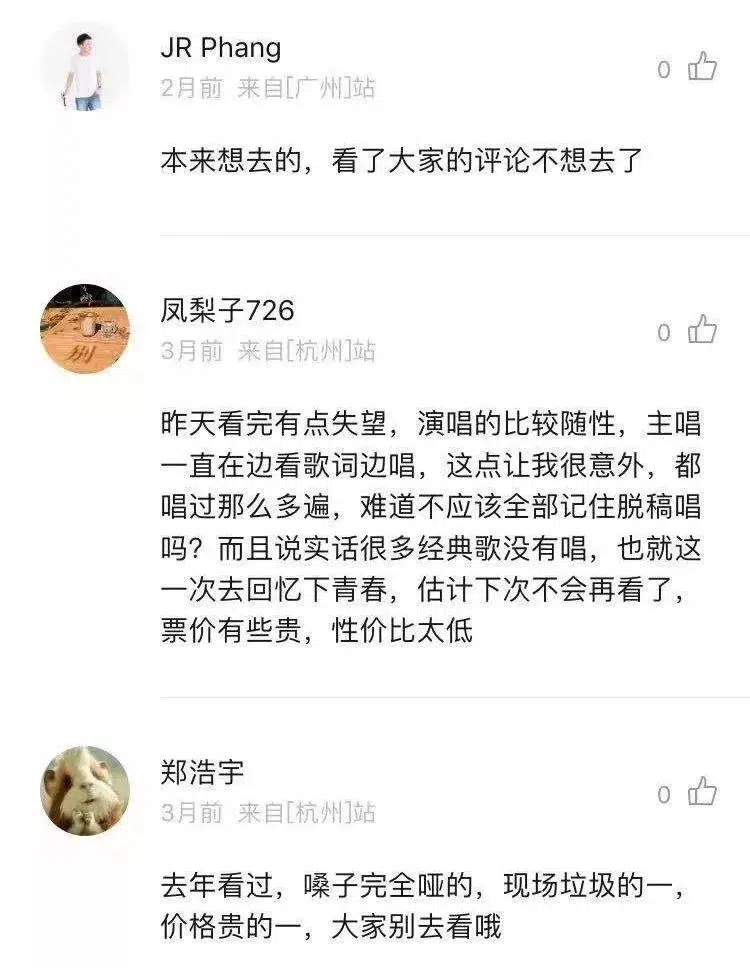 JR Phang
0
2月前 来自[广州]站
本来想去的，看了大家的评论不想去了
凤梨子726
0
3月前 来自[杭州]站
昨天看完有点失望，演唱的比较随性，主唱
一直在边看歌词边唱，这点让我很意外，都
唱过那么多遍，难道不应该全部记住脱稿唱
吗？而且说实话很多经典歌没有唱，也就这
一次去回忆下青春，估计下次不会再看了，
票价有些贵，性价比太低
郑浩宇
0
3月前 来自[杭州]站
去年看过，嗓子完全哑的，现场垃圾的一，
价格贵的一，大家别去看哦